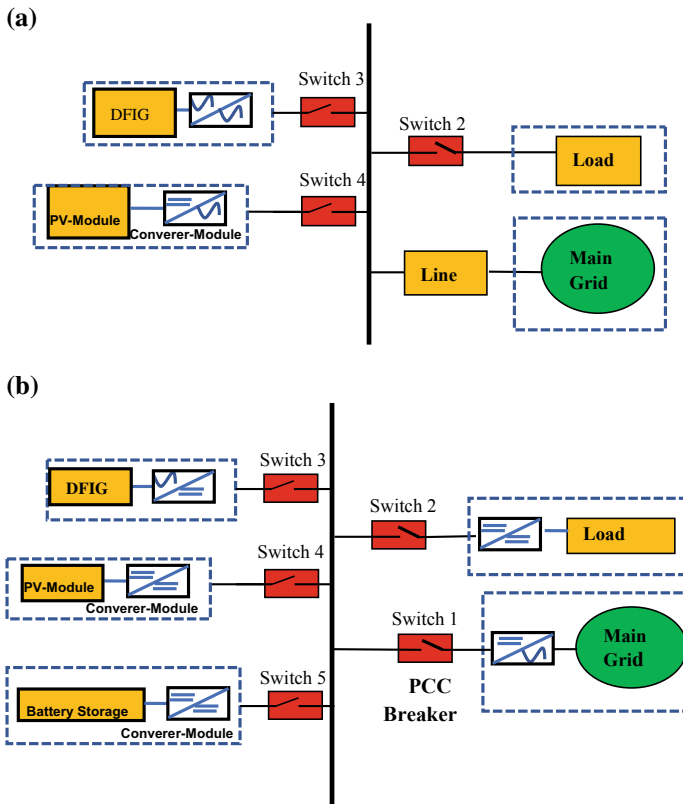 (a)
Switch 3
DFIG
Switch 2
Load
Switch 4
PV-Module
Converer-Module
Main
Grid
Line
(b)
Switch 3
DFIG
Switch 2
Load
Switch 4
PV-Module
Converer-Module
Switch 1
Main
Grid
Switch 5
PCC
Breaker
Battery Storage
Converer-Module